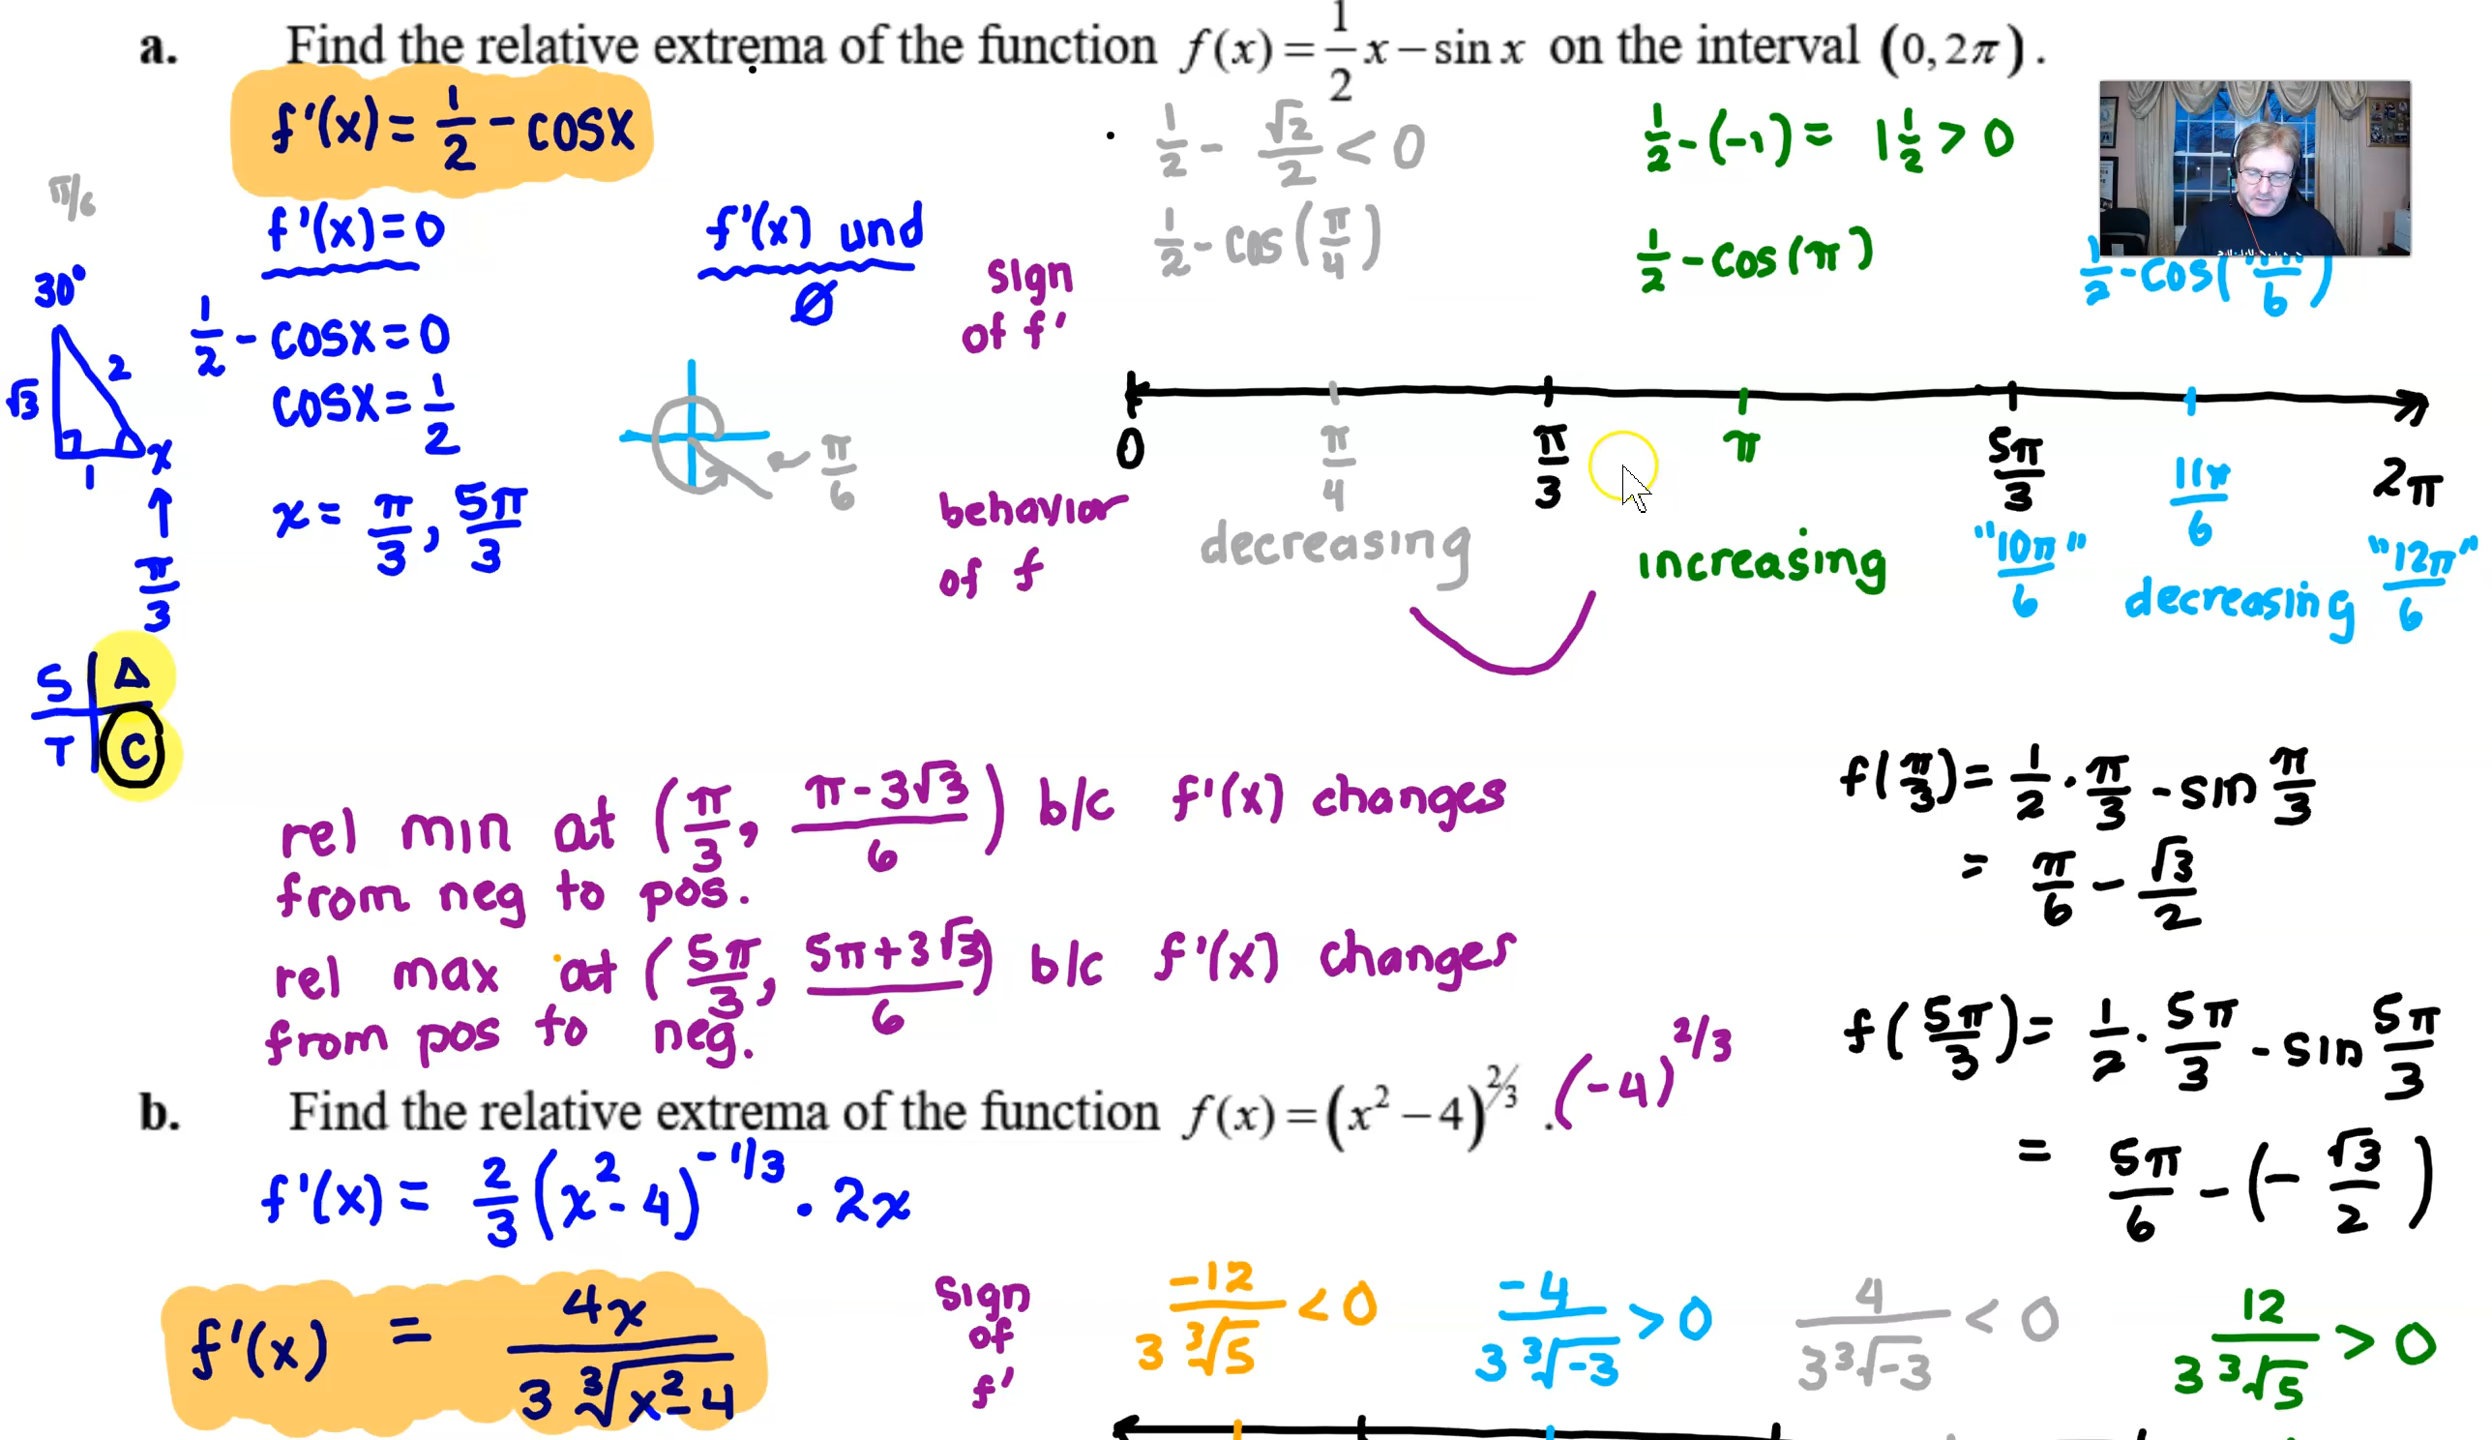 a. Find the relative extrema of the function f(x) = 1/2 x − sin x on the interval (0, 2π).
f'(x) = 1/2 - cosx
1/2 - √2/2 < 0
1/2 - (-1) = 1 1/2 > 0
π/6
f'(x) = 0
f'(x) und
1/2 - cos(π/4)
1/2 - cos(π)
1/2 - cos( /6)
30°
∅
sign
of f'
1/2 - cosx = 0
√3
2
cosx = 1/2
1
x
π/6
0
π/4
π/3
π
5π/3
11π/6
2π
π/3
x = π/3, 5π/3
behavior
of f
decreasing
increasing
"10π/6"
decreasing
"12π/6"
S A
T C
rel min at (π/3, π-3√3/6) b/c f'(x) changes
from neg to pos.
rel max at (5π/3, 5π+3√3/6) b/c f'(x) changes
from pos to neg.
f(π/3) = 1/2 · π/3 - sin π/3
= π/6 - √3/2
f(5π/3) = 1/2 · 5π/3 - sin 5π/3
= 5π/6 - (- √3/2)
b. Find the relative extrema of the function f(x) = (x² − 4)^2/3.
(-4)^2/3
f'(x) = 2/3 (x² - 4)^-1/3 · 2x
f'(x) = 4x / 3 ∛x²-4
sign
of
f'
-12 / 3 ∛5 < 0
-4 / 3 ∛-3 > 0
4 / 3 ∛-3 < 0
12 / 3 ∛5 > 0